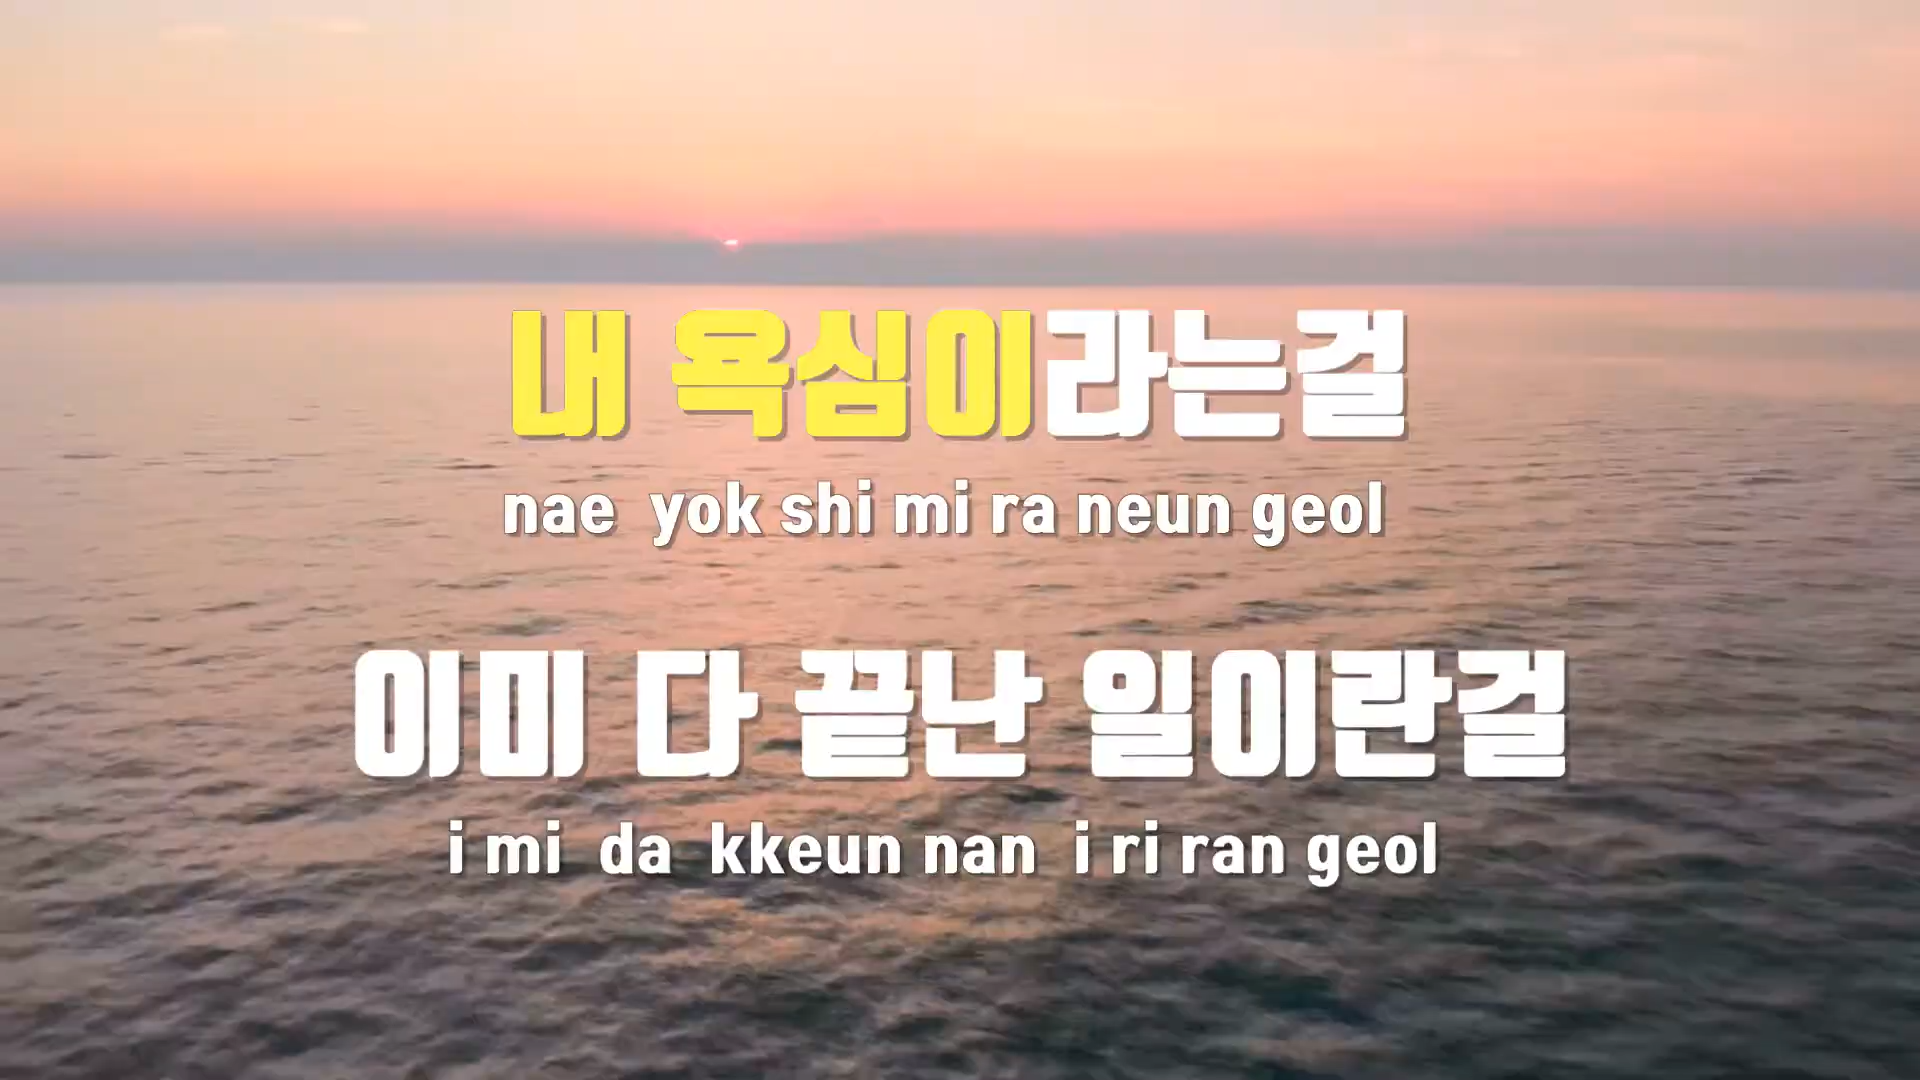 내 욕심이라는걸
nae yok shi mi ra neun geol
이미 다 끝난 일이란걸
i mi da kkeun nan i ri ran geol